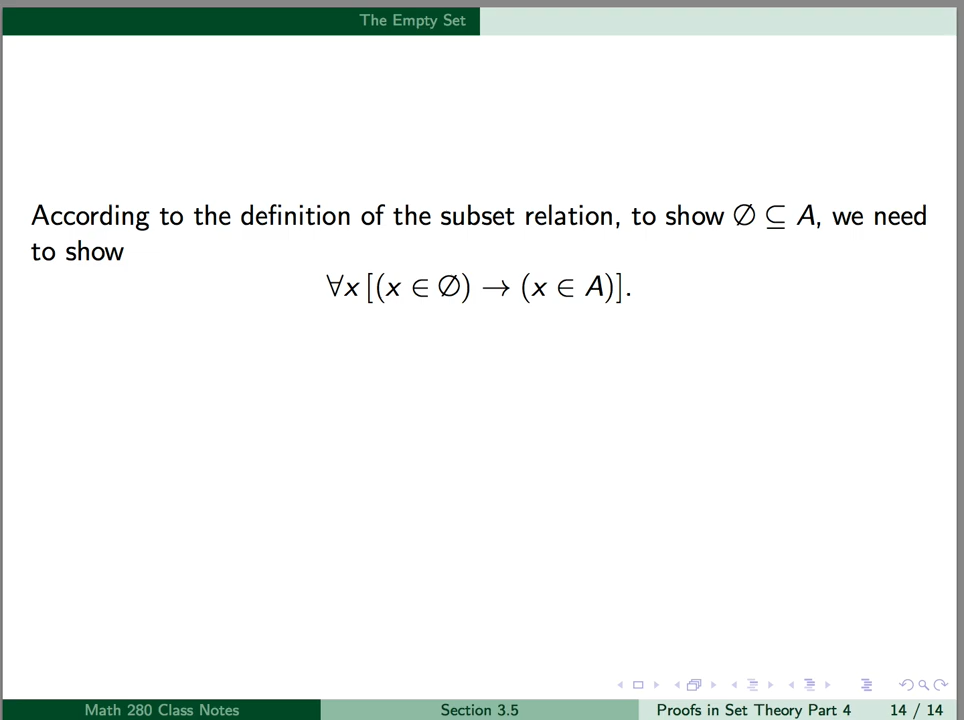 The Empty Set
According to the definition of the subset relation, to show ∅ ⊆ A, we need
to show
∀x [(x ∈ ∅) → (x ∈ A)].
Math 280 Class Notes Section 3.5 Proofs in Set Theory Part 4 14 / 14